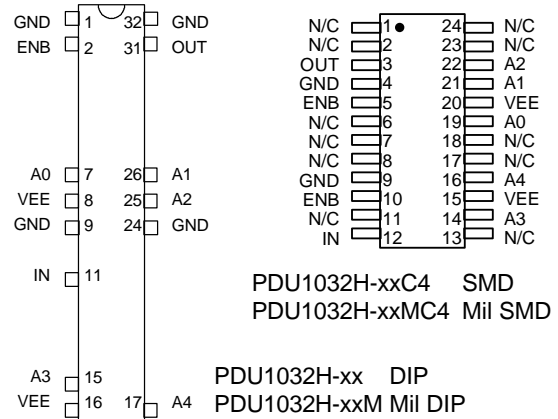 GND 1 32 GND
ENB 2 31 OUT
A0 7 26 A1
VEE 8 25 A2
GND 9 24 GND
IN 11
A3 15
VEE 16 17 A4
N/C 1 24 N/C
N/C 2 23 N/C
OUT 3 22 A2
GND 4 21 A1
ENB 5 20 VEE
N/C 6 19 A0
N/C 7 18 N/C
N/C 8 17 N/C
GND 9 16 A4
ENB 10 15 VEE
N/C 11 14 A3
IN 12 13 N/C
PDU1032H-xxC4 SMD
PDU1032H-xxMC4 Mil SMD
PDU1032H-xx DIP
PDU1032H-xxM Mil DIP